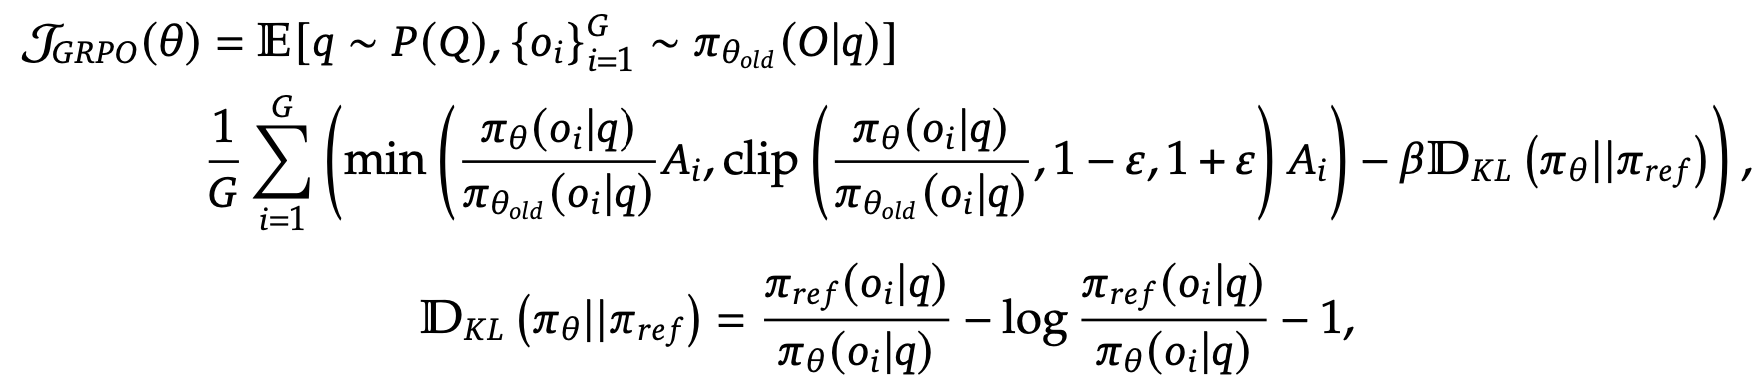 𝒥_{GRPO}(θ) = 𝔼[q ∼ P(Q), {o_i}_{i=1}^{G} ∼ π_{θ_{old}}(O|q)]
\frac{1}{G} \sum_{i=1}^{G} \left( \min \left( \frac{π_θ(o_i|q)}{π_{θ_{old}}(o_i|q)} A_i, \text{clip} \left( \frac{π_θ(o_i|q)}{π_{θ_{old}}(o_i|q)}, 1 − ε, 1 + ε \right) A_i \right) − β𝔻_{KL} \left( π_θ||π_{ref} \right) \right),
𝔻_{KL} \left( π_θ||π_{ref} \right) = \frac{π_{ref}(o_i|q)}{π_θ(o_i|q)} − \log \frac{π_{ref}(o_i|q)}{π_θ(o_i|q)} − 1,